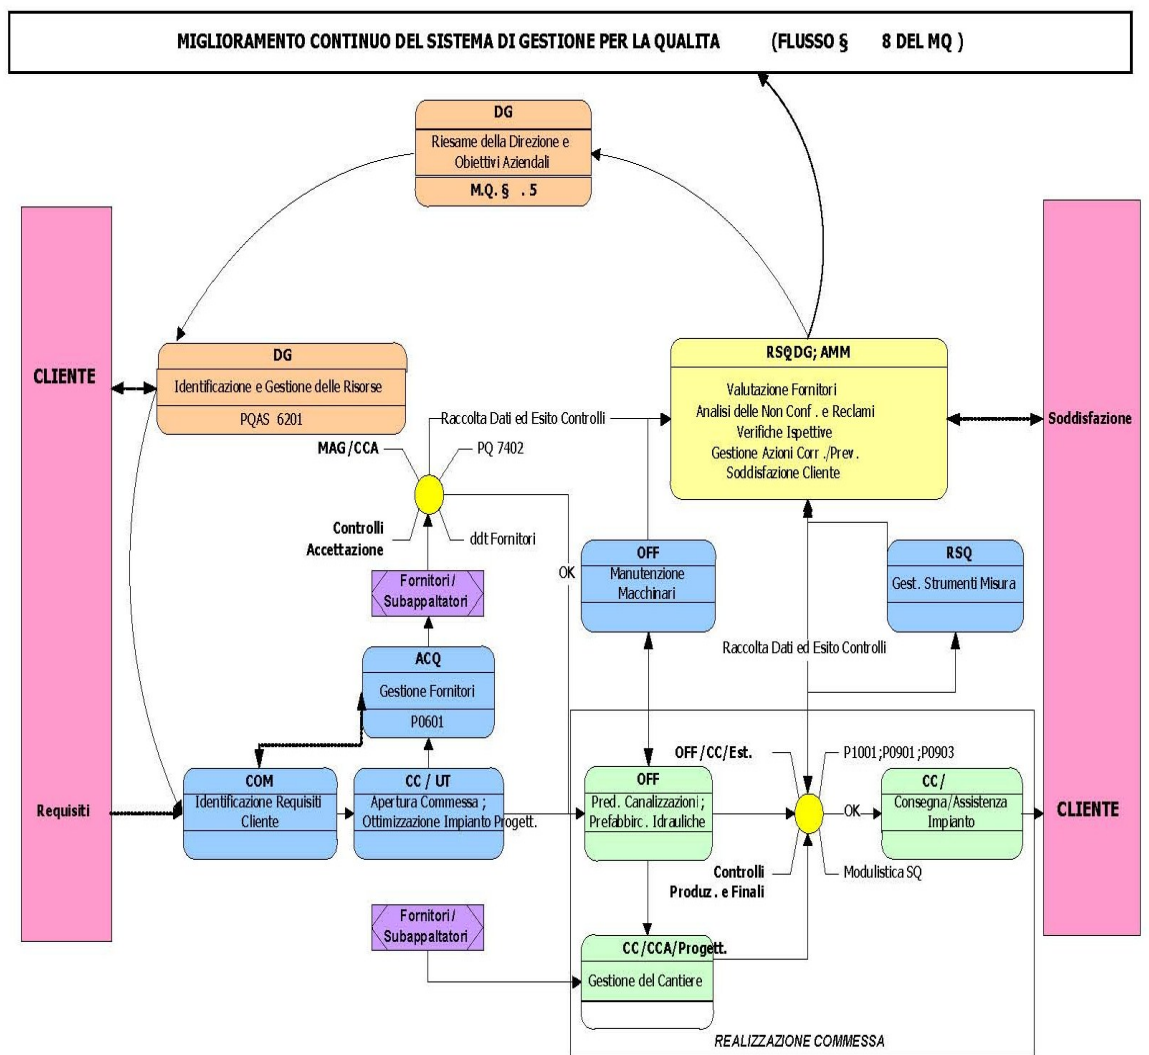 MIGLIORAMENTO CONTINUO DEL SISTEMA DI GESTIONE PER LA QUALITA (FLUSSO § 8 DEL MQ )
DG
Riesame della Direzione e
Obiettivi Aziendali
M.Q. § . 5
CLIENTE
DG
Identificazione e Gestione delle Risorse
PQAS 6201
RSQDG; AMM
Valutazione Fornitori
Analisi delle Non Conf . e Reclami
Verifiche Ispettive
Gestione Azioni Corr ./Prev.
Soddisfazione Cliente
Soddisfazione
Raccolta Dati ed Esito Controlli
MAG/CCA
PQ 7402
Controlli
Accettazione
ddt Fornitori
OK
Fornitori/
Subappaltatori
OFF
Manutenzione
Macchinari
RSQ
Gest. Strumenti Misura
ACQ
Gestione Fornitori
P0601
Raccolta Dati ed Esito Controlli
Requisiti
COM
Identificazione Requisiti
Cliente
CC / UT
Apertura Commessa ;
Ottimizzazione Impianto Progett.
OFF
Pred. Canalizzazioni ;
Prefabbirc . Idrauliche
OFF/CC/Est.
P1001;P0901;P0903
OK
Controlli
Produz . e Finali
Modulistica SQ
CC/
Consegna/Assistenza
Impianto
CLIENTE
Fornitori/
Subappaltatori
CC/CCA/Progett.
Gestione del Cantiere
REALIZZAZIONE COMMESSA